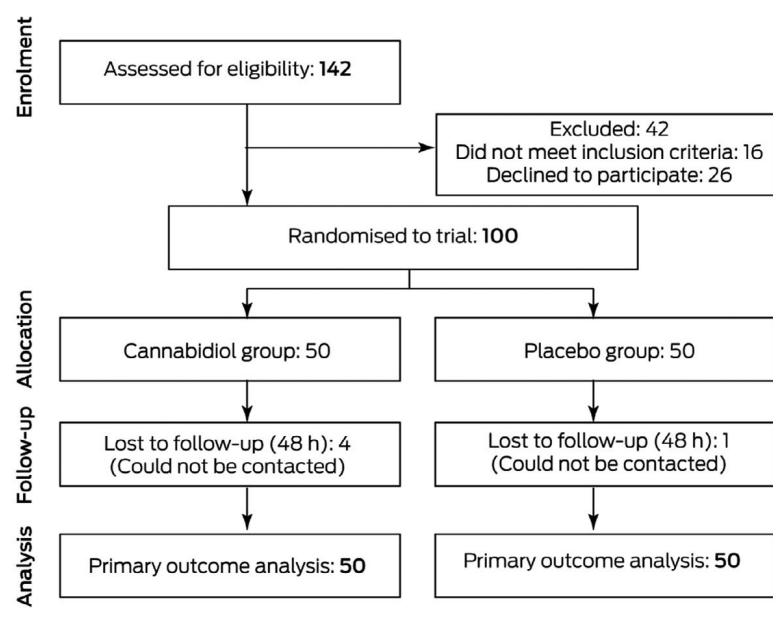 Enrolment
Assessed for eligibility: 142
Excluded: 42
Did not meet inclusion criteria: 16
Declined to participate: 26
Randomised to trial: 100
Allocation
Cannabidiol group: 50
Placebo group: 50
Follow-up
Lost to follow-up (48 h): 4
(Could not be contacted)
Lost to follow-up (48 h): 1
(Could not be contacted)
Analysis
Primary outcome analysis: 50
Primary outcome analysis: 50